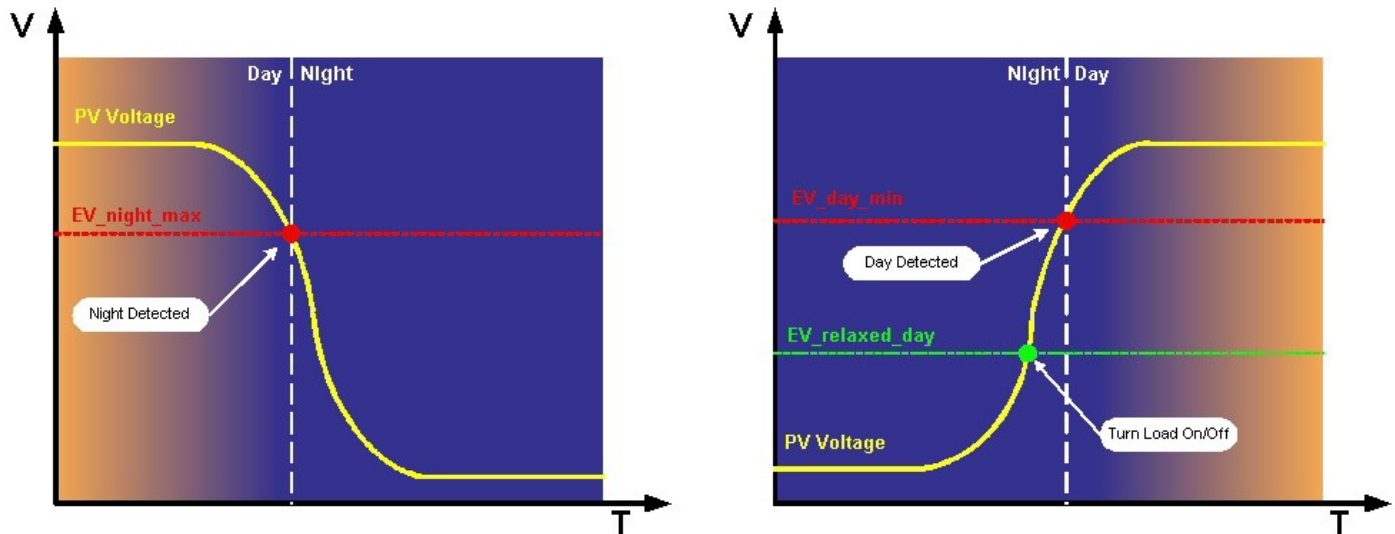 V
Day NIght
PV Voltage
EV_night_max
Night Detected
T
V
NIght Day
EV_day_min
Day Detected
EV_relaxed_day
Turn Load On/Off
PV Voltage
T